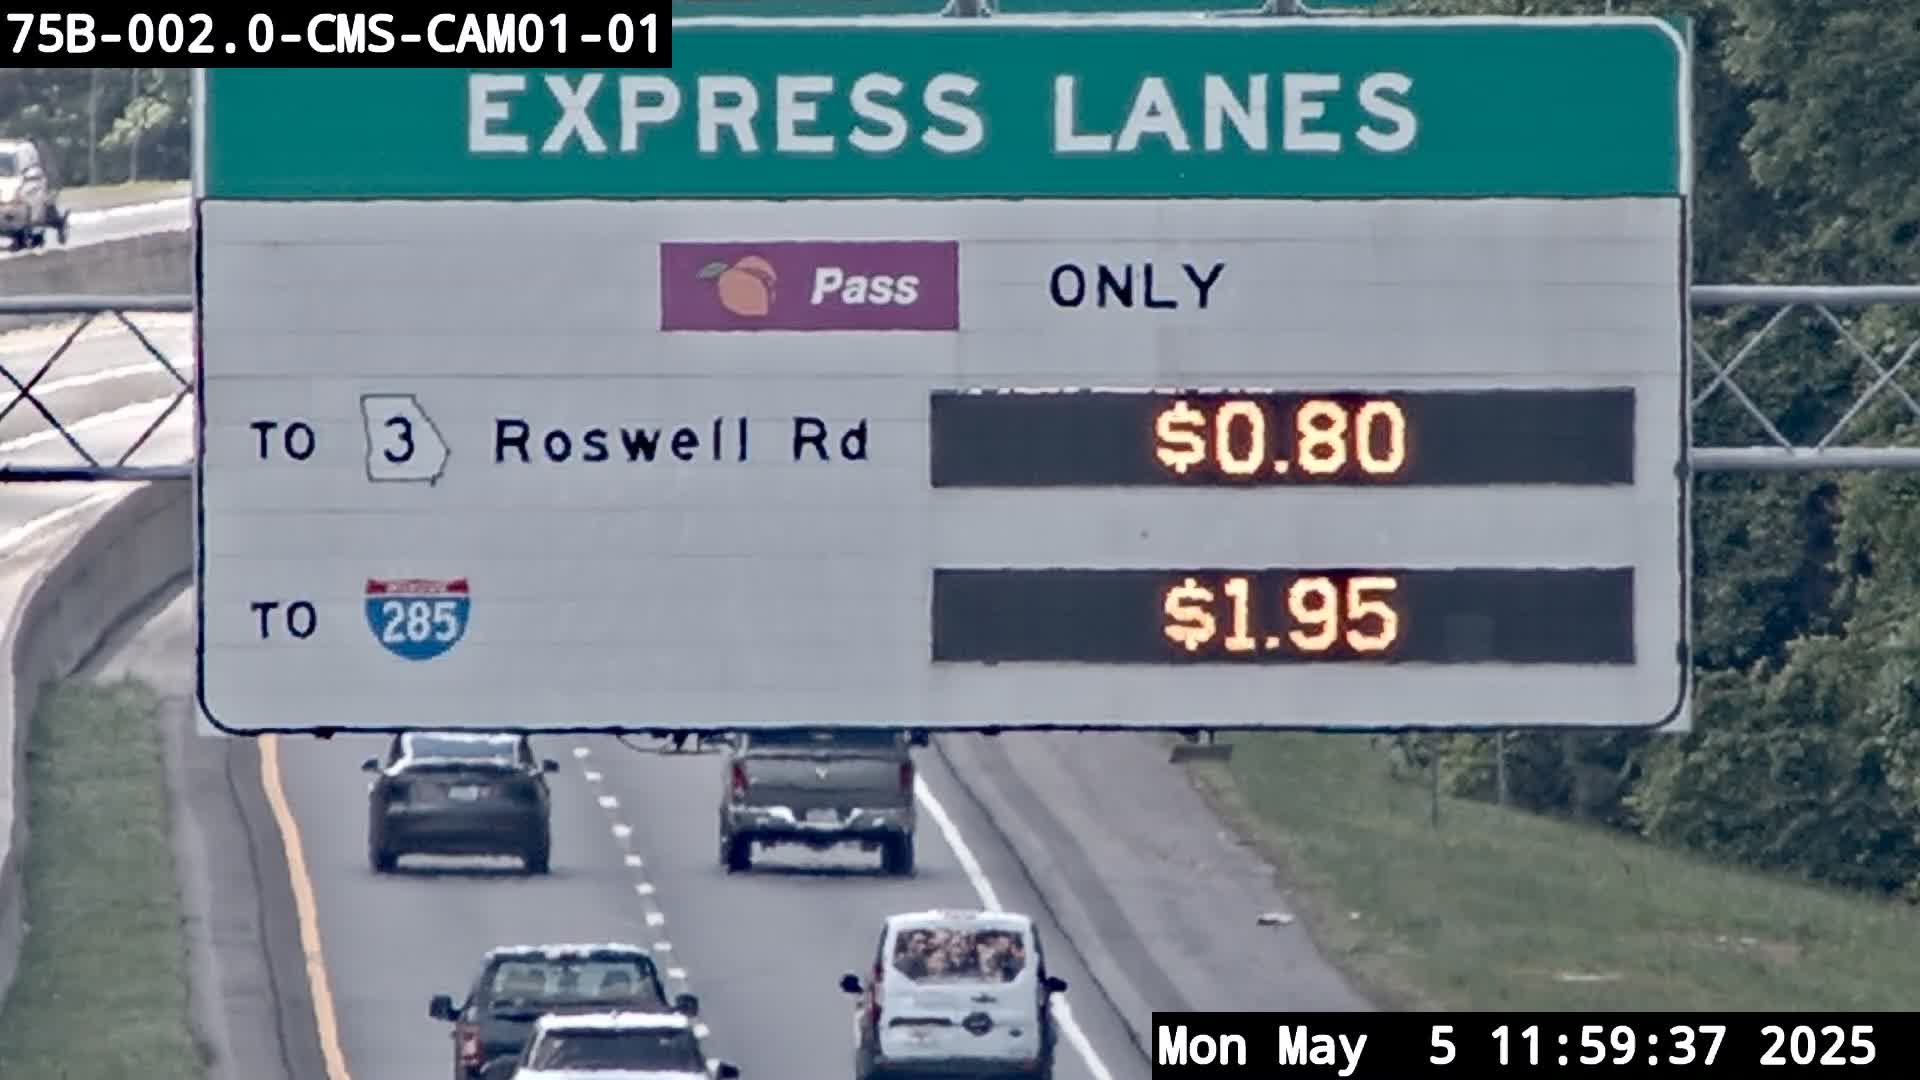 75B-002.0-CMS-CAM01-01
EXPRESS LANES
Pass ONLY
TO 3 Roswell Rd $0.80
TO 285 $1.95
Mon May 5 11:59:37 2025